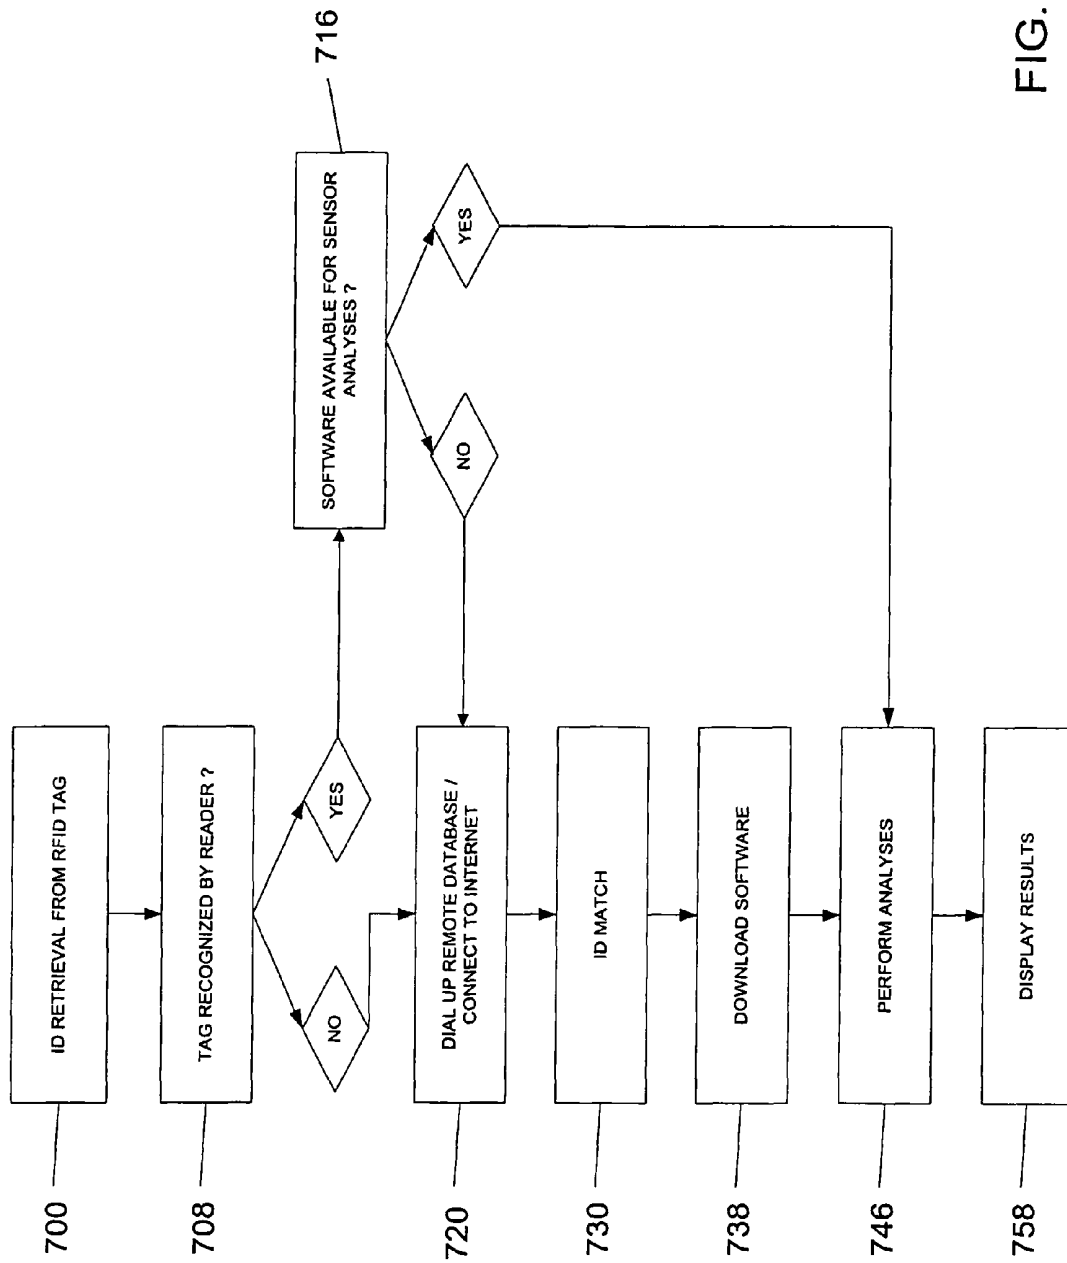 700
ID RETRIEVAL FROM RFID TAG
708
TAG RECOGNIZED BY READER ?
NO
YES
716
SOFTWARE AVAILABLE FOR SENSOR
ANALYSES ?
NO
YES
720
DIAL UP REMOTE DATABASE /
CONNECT TO INTERNET
730
ID MATCH
738
DOWNLOAD SOFTWARE
746
PERFORM ANALYSES
758
DISPLAY RESULTS
FIG.